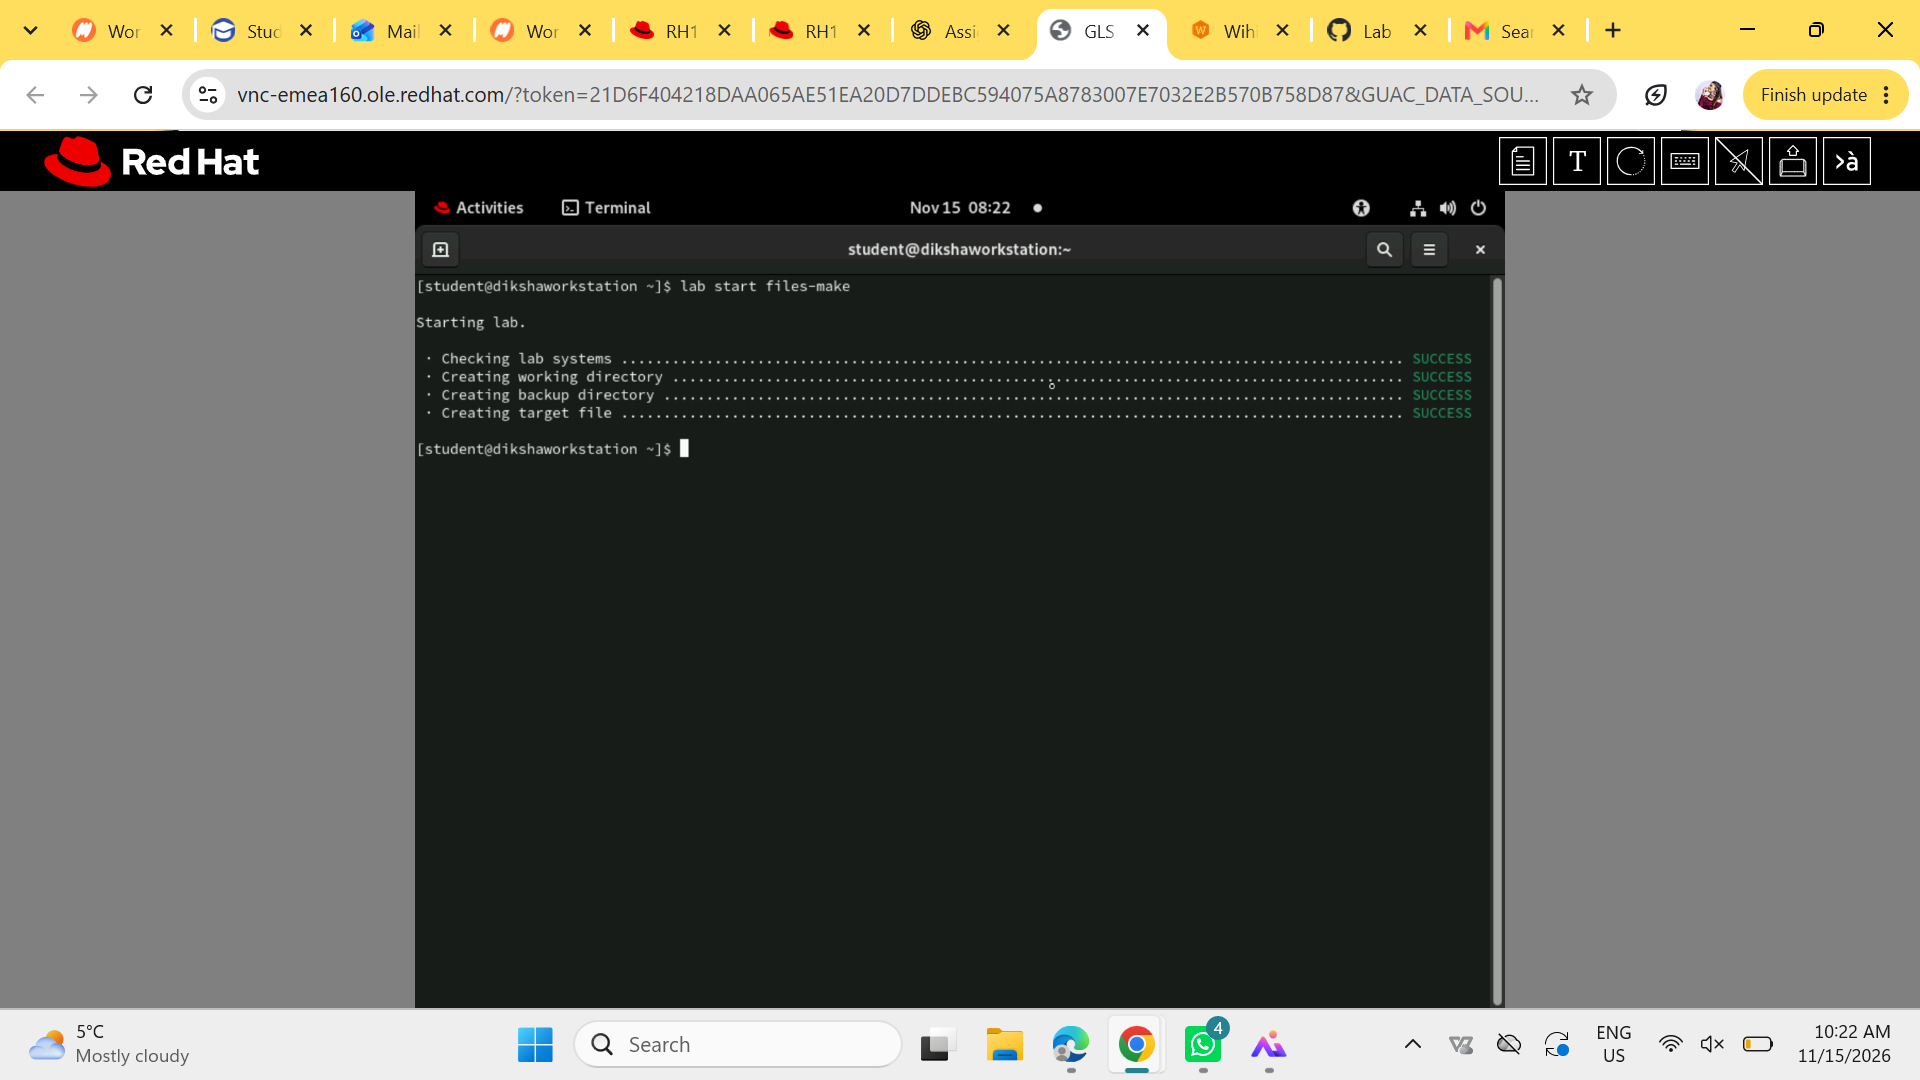 Wor
Stud
Mail
Wor
RH1
RH1
Assi
GLS
Wihi
Lab
Sear
vnc-emea160.ole.redhat.com/?token=21D6F404218DAA065AE51EA20D7DDEBC594075A8783007E7032E2B570B758D87&GUAC_DATA_SOU...
Finish update
Red Hat
T
>à
Activities
Terminal
Nov 15 08:22
student@dikshaworkstation:~
[student@dikshaworkstation ~]$ lab start files-make
Starting lab.
· Checking lab systems ............................................................................................ SUCCESS
· Creating working directory ...................................................................................... SUCCESS
· Creating backup directory ....................................................................................... SUCCESS
· Creating target file ............................................................................................ SUCCESS
[student@dikshaworkstation ~]$
5°C
Mostly cloudy
Search
4
ENG
US
10:22 AM
11/15/2026